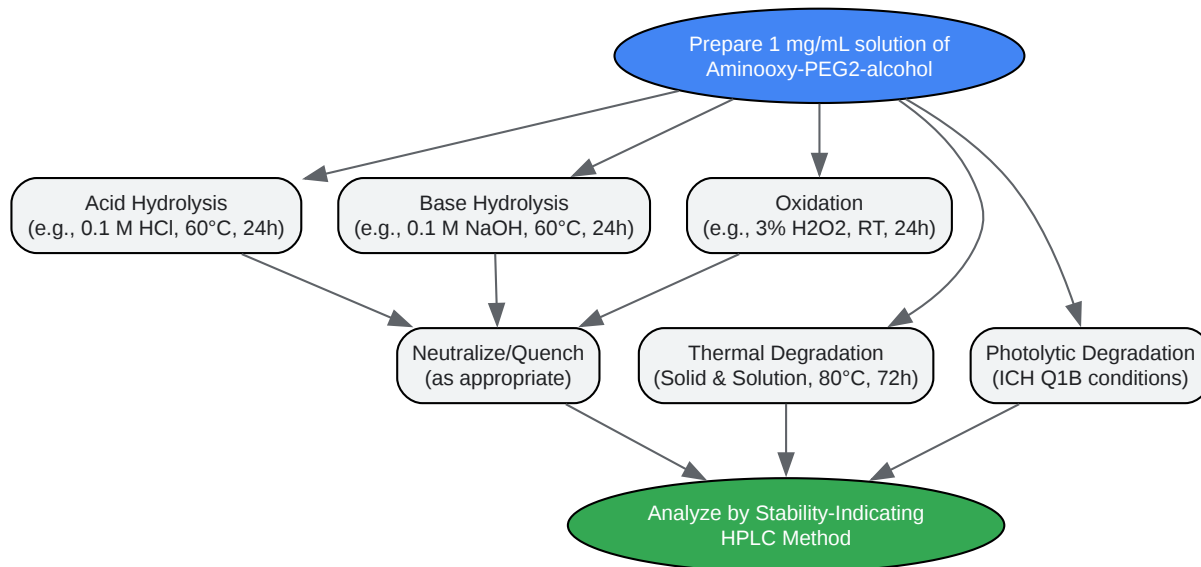 Prepare 1 mg/mL solution of
Aminooxy-PEG2-alcohol
Acid Hydrolysis
(e.g., 0.1 M HCl, 60°C, 24h)
Base Hydrolysis
(e.g., 0.1 M NaOH, 60°C, 24h)
Oxidation
(e.g., 3% H2O2, RT, 24h)
Neutralize/Quench
(as appropriate)
Thermal Degradation
(Solid & Solution, 80°C, 72h)
Photolytic Degradation
(ICH Q1B conditions)
Analyze by Stability-Indicating
HPLC Method